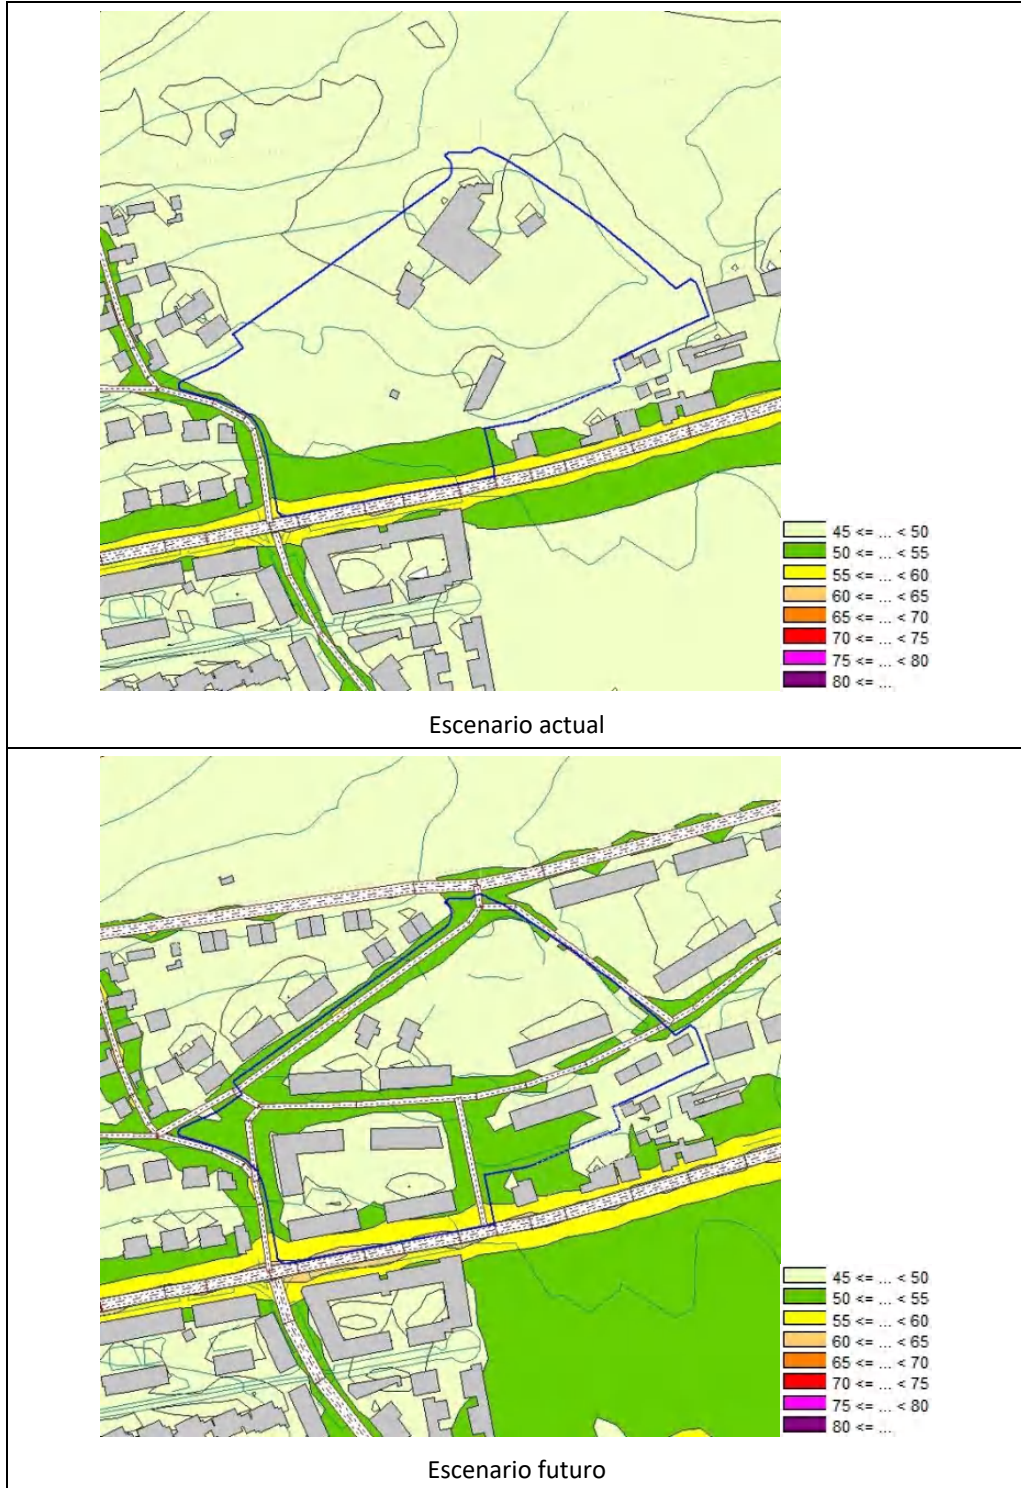 45 <= ... < 50
50 <= ... < 55
55 <= ... < 60
60 <= ... < 65
65 <= ... < 70
70 <= ... < 75
75 <= ... < 80
80 <= ...
Escenario actual
45 <= ... < 50
50 <= ... < 55
55 <= ... < 60
60 <= ... < 65
65 <= ... < 70
70 <= ... < 75
75 <= ... < 80
80 <= ...
Escenario futuro